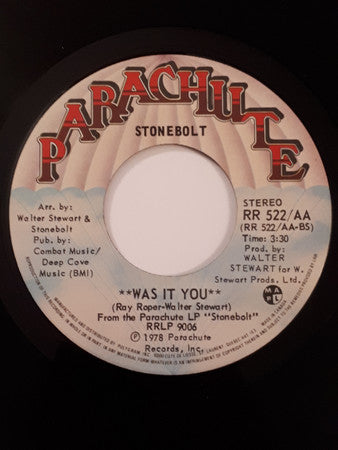 PARACHUTE
STONEBOLT
Arr. by:
Walter Stewart &
Stonebolt
Pub. by:
Combat Music/
Deep Cove
Music (BMI)
STEREO
RR 522/AA
(RR 522/AA-BS)
Time: 3:30
Prod. by:
WALTER
STEWART for W.
Stewart Prods. Ltd.
**WAS IT YOU**
(Ray Roper-Walter Stewart)
From the Parachute LP "Stonebolt"
RRLP 9006
℗ 1978 Parachute
Records, Inc.